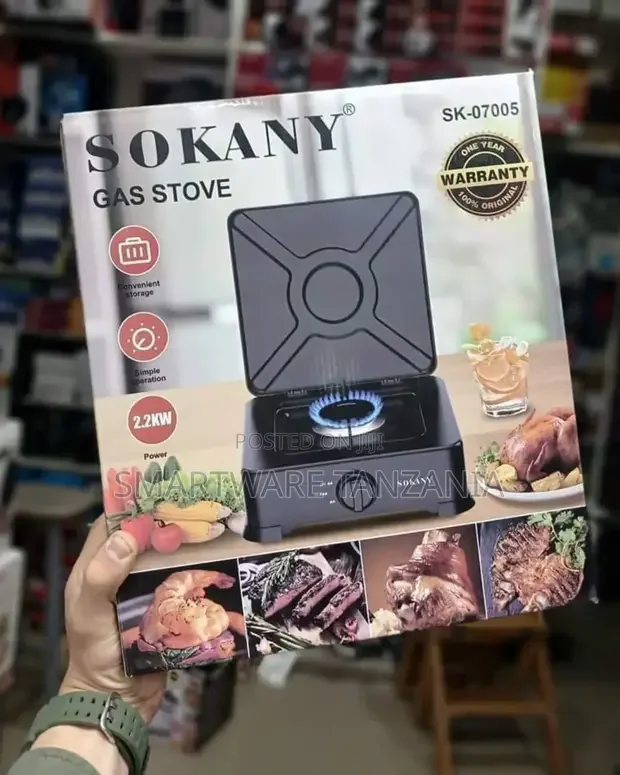 SOKANY®
GAS STOVE
SK-07005
ONE YEAR
WARRANTY
100% ORIGINAL
Convenient
storage
Simple
operation
2.2KW
Power
SOKANY
POSTED ON JIJI
SMARTWARE TANZANIA